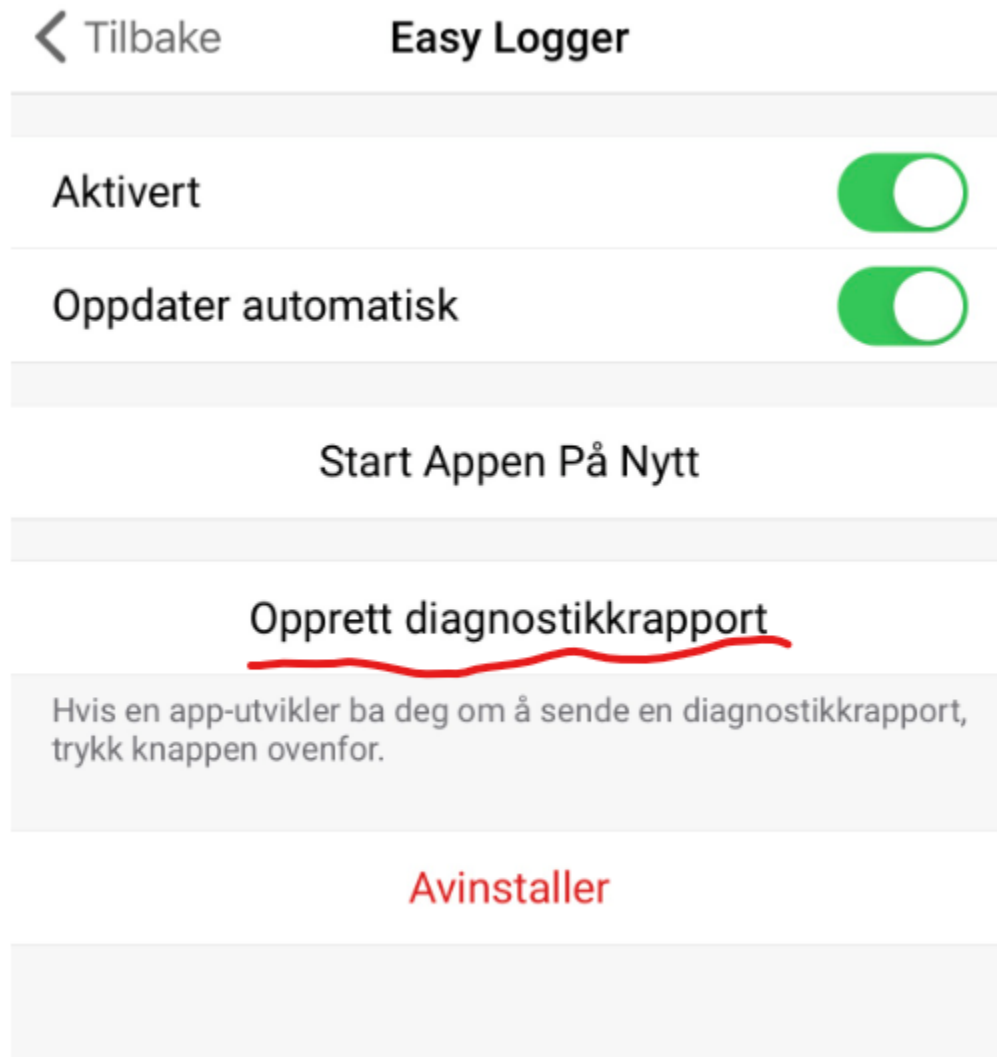 Tilbake Easy Logger
Aktivert
Oppdater automatisk
Start Appen På Nytt
Opprett diagnostikkrapport
Hvis en app-utvikler ba deg om å sende en diagnostikkrapport,
trykk knappen ovenfor.
Avinstaller